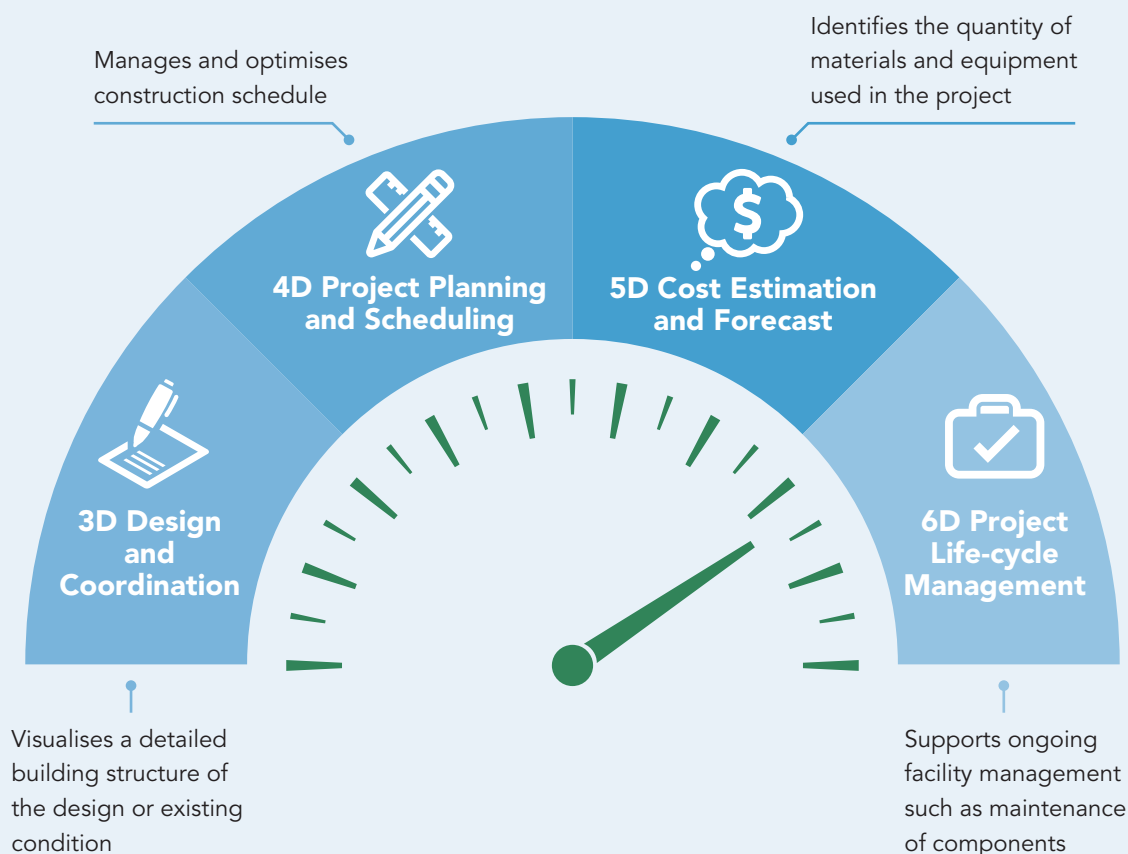 Manages and optimises
construction schedule
Identifies the quantity of
materials and equipment
used in the project
4D Project Planning
and Scheduling
$
5D Cost Estimation
and Forecast
3D Design
and
Coordination
6D Project
Life-cycle
Management
Visualises a detailed
building structure of
the design or existing
condition
Supports ongoing
facility management
such as maintenance
of components